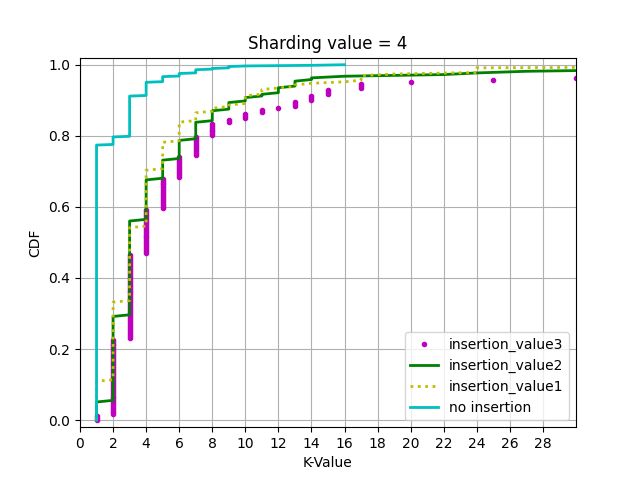 Sharding value = 4
1.0
0.8
0.6
0.4
0.2
0.0
CDF
insertion_value3
insertion_value2
insertion_value1
no insertion
0 2 4 6 8 10 12 14 16 18 20 22 24 26 28
K-Value